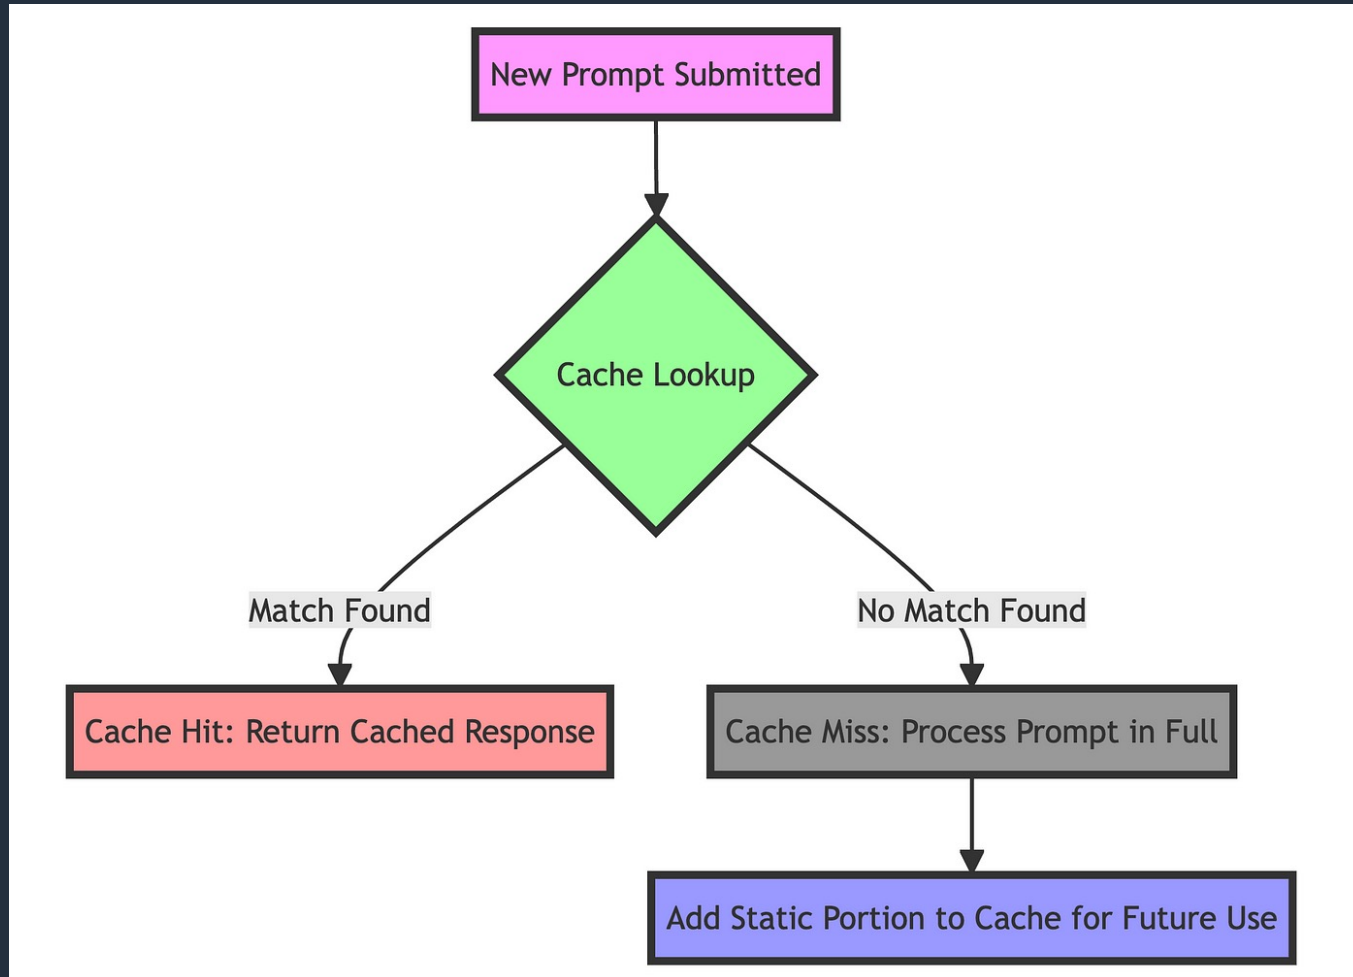 New Prompt Submitted
Cache Lookup
Match Found
No Match Found
Cache Hit: Return Cached Response
Cache Miss: Process Prompt in Full
Add Static Portion to Cache for Future Use